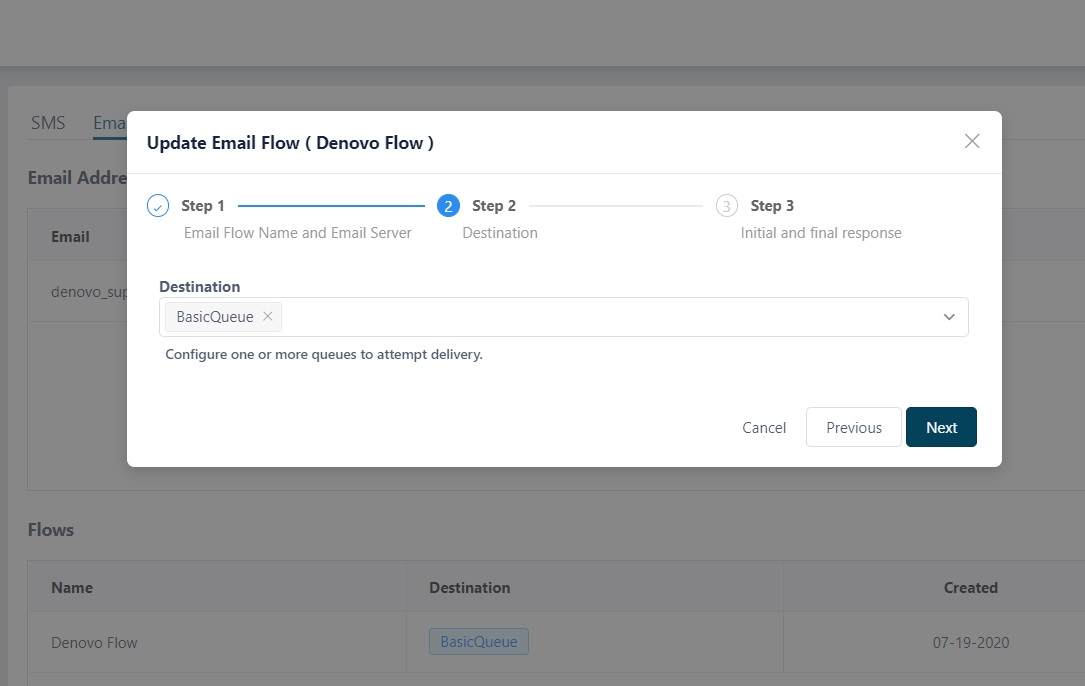 SMS Ema
Update Email Flow ( Denovo Flow )
Email Addre
Step 1 2 Step 2 3 Step 3
Email Flow Name and Email Server Destination Initial and final response
Email
Destination
denovo_sup
BasicQueue
Configure one or more queues to attempt delivery.
Cancel Previous Next
Flows
Name Destination Created
Denovo Flow BasicQueue 07-19-2020